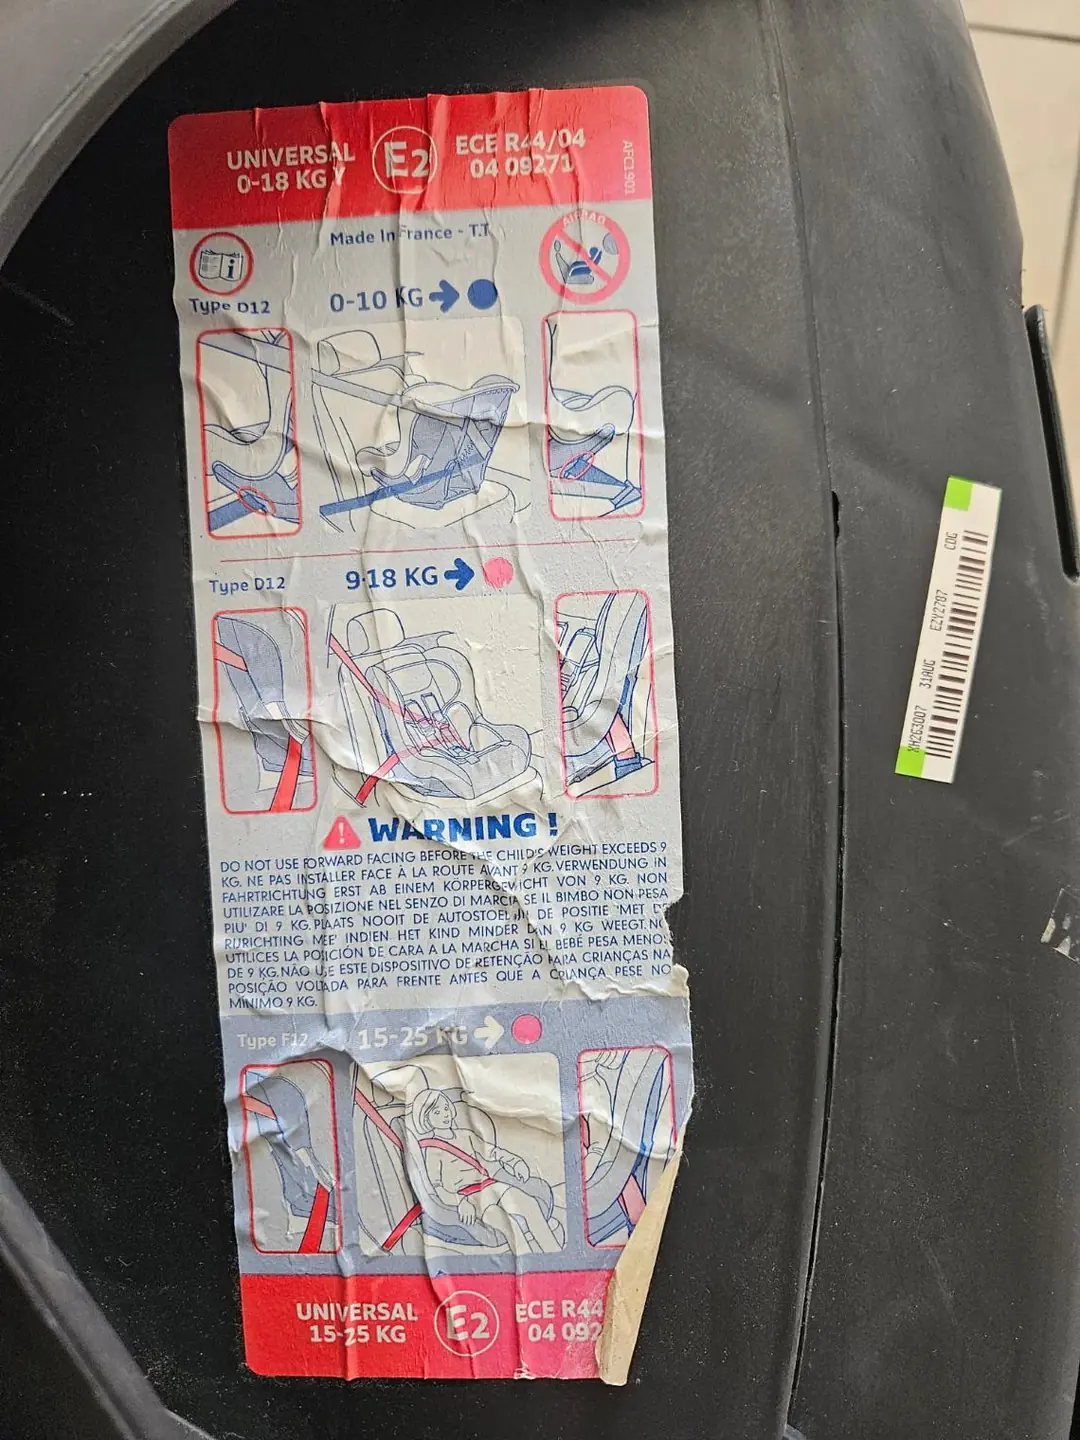 UNIVERSAL
0-18 KG Y
E2
ECE R44/04
04 09271
AFC1901
Made In France - T.T
i
AIRBAG
Type D12
0-10 KG
Type D12
9-18 KG
WARNING !
DO NOT USE FORWARD FACING BEFORE THE CHILD'S WEIGHT EXCEEDS 9
KG. NE PAS INSTALLER FACE À LA ROUTE AVANT 9 KG.VERWENDUNG IN
FAHRTRICHTUNG ERST AB EINEM KÖRPERGEWICHT VON 9 KG. NON
UTILIZARE LA POSIZIONE NEL SENZO DI MARCIA SE IL BIMBO NON PESA
PIU' DI 9 KG.PLAATS NOOIT DE AUTOSTOEL IN DE POSITIE 'MET DE
RIJRICHTING MEE' INDIEN HET KIND MINDER DAN 9 KG WEEGT.NO
UTILICES LA POSICIÓN DE CARA A LA MARCHA SI EL BEBÉ PESA MENOS
DE 9 KG.NÃO USE ESTE DISPOSITIVO DE RETENÇÃO PARA CRIANÇAS NA
POSIÇÃO VOLTADA PARA FRENTE ANTES QUE A CRIANÇA PESE NO
MÍNIMO 9 KG.
Type F12
15-25 KG
UNIVERSAL
15-25 KG
E2
ECE R44
04 092
XH263007 31AUG E2Y2707 CDG